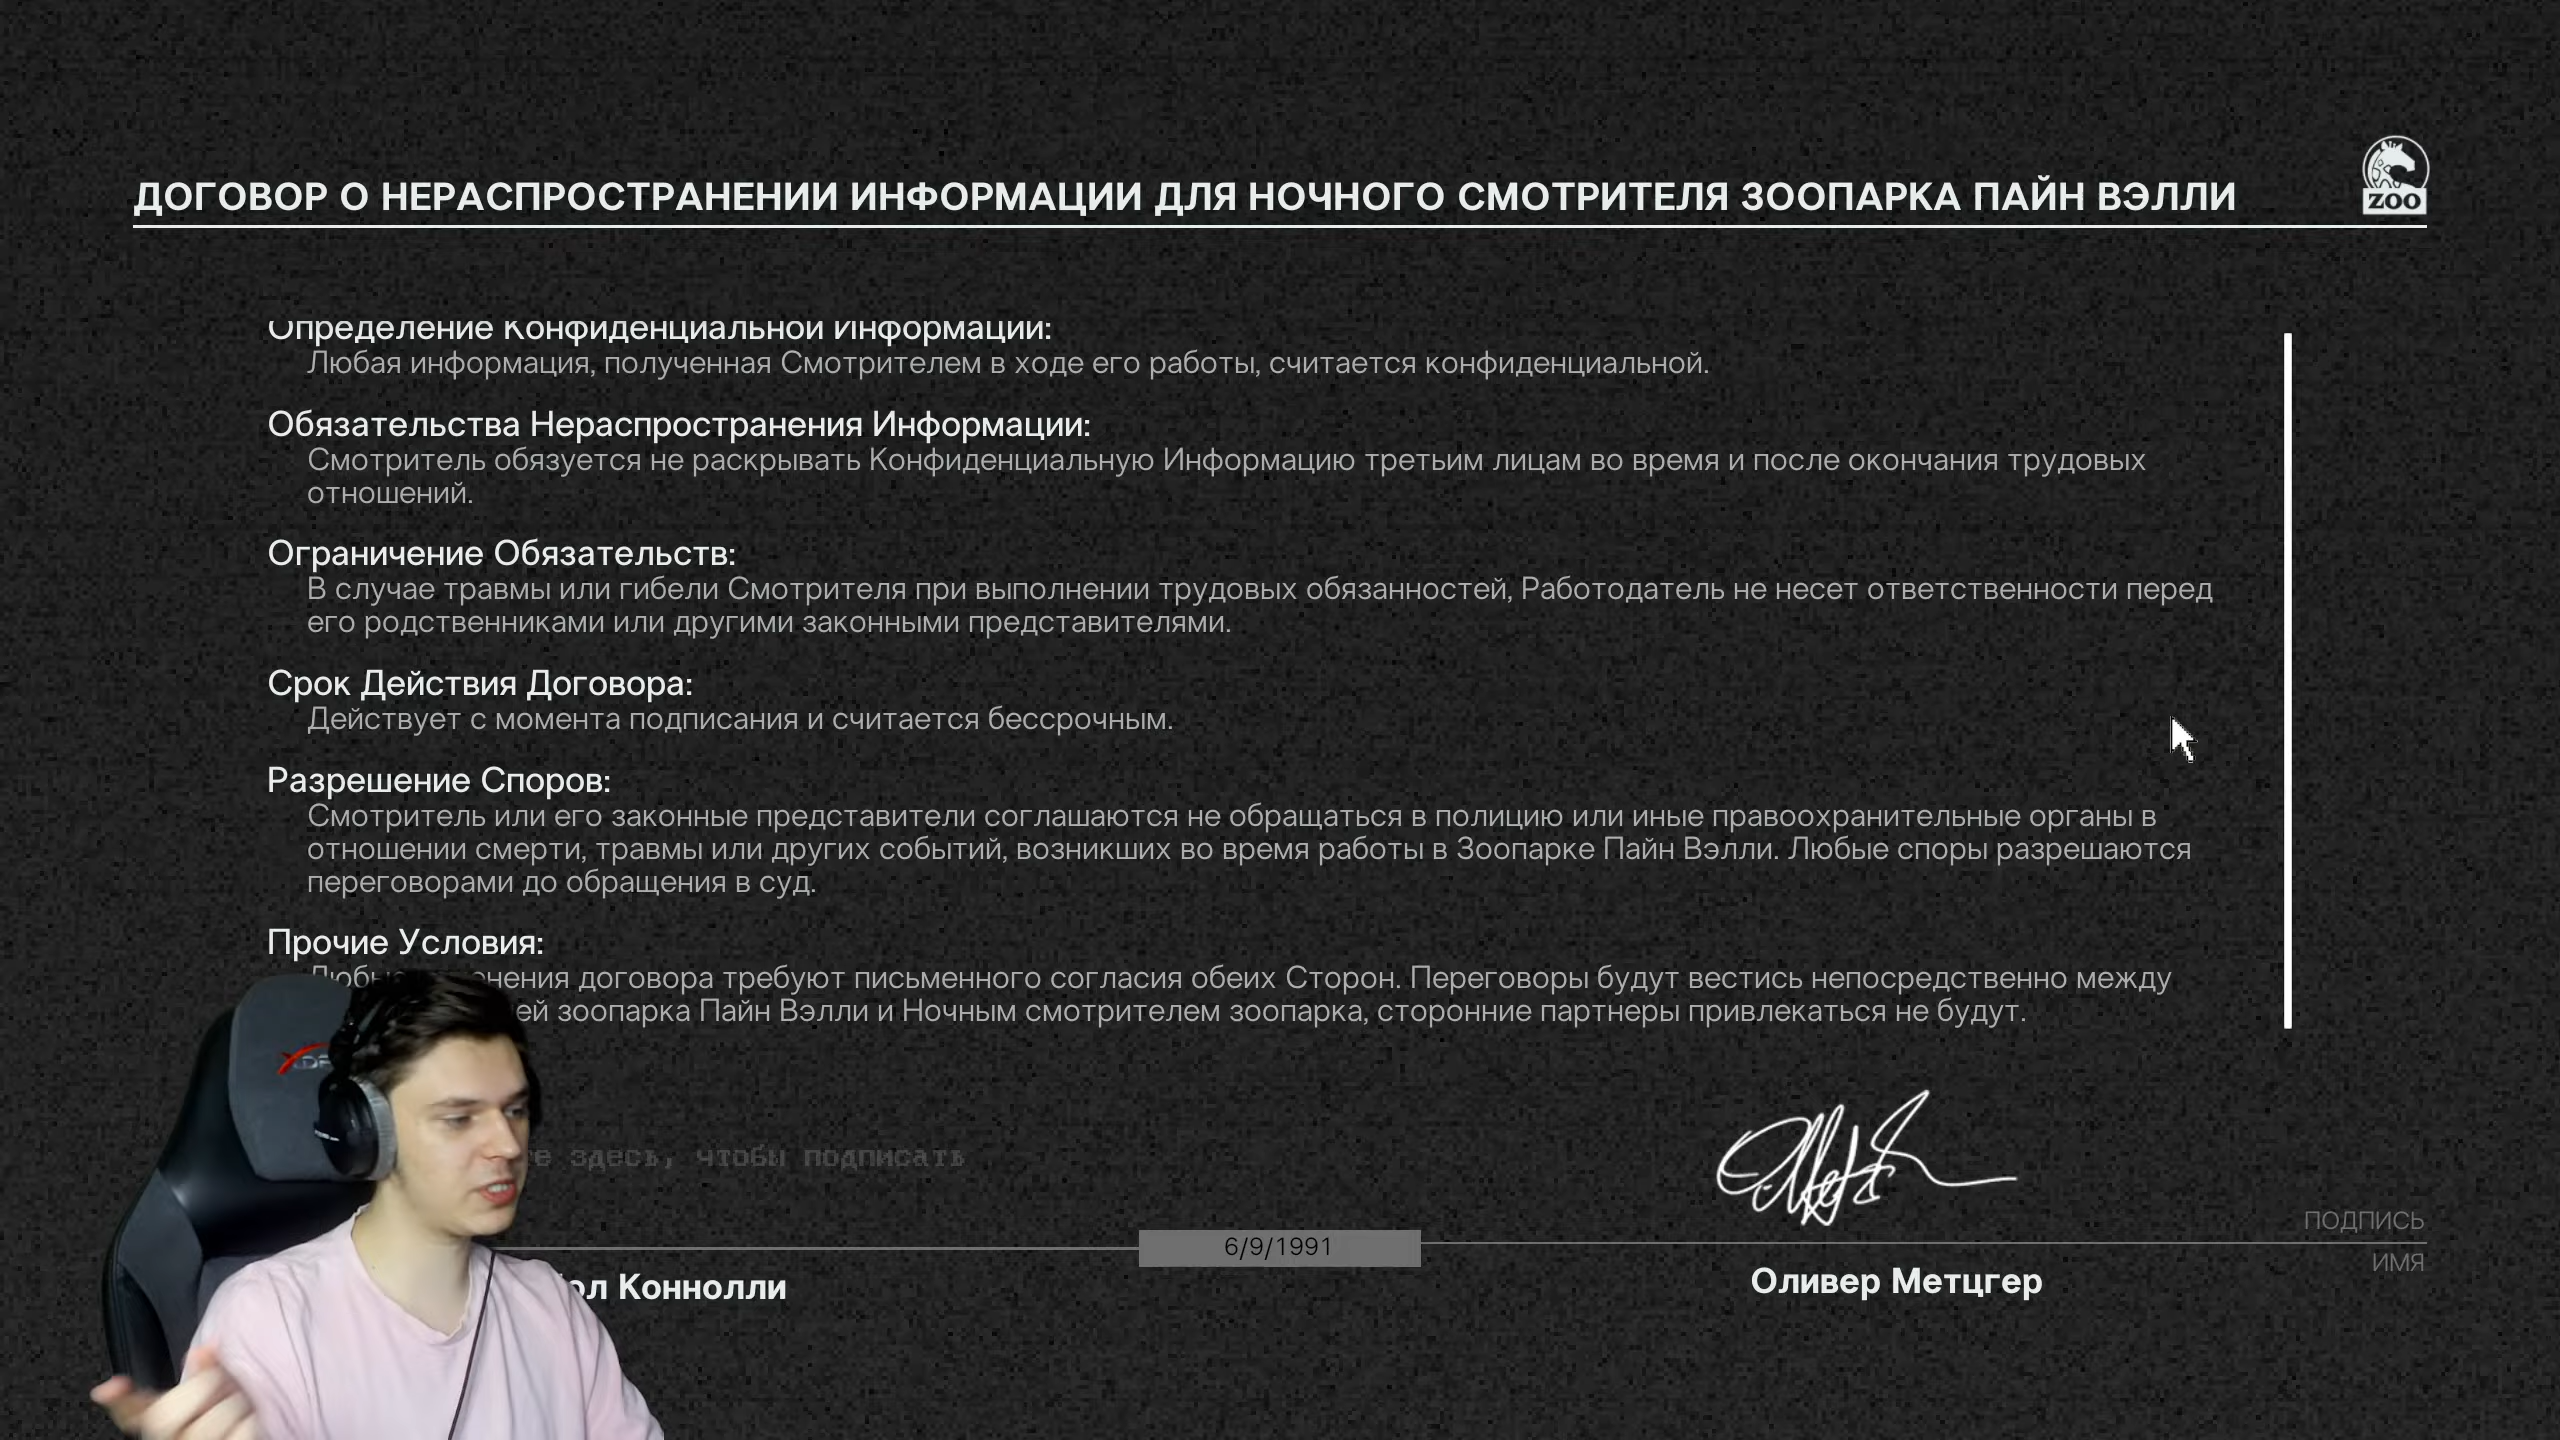 ДОГОВОР О НЕРАСПРОСТРАНЕНИИ ИНФОРМАЦИИ ДЛЯ НОЧНОГО СМОТРИТЕЛЯ ЗООПАРКА ПАЙН ВЭЛЛИ
ZOO
Определение Конфиденциальной Информации:
Любая информация, полученная Смотрителем в ходе его работы, считается конфиденциальной.
Обязательства Нераспространения Информации:
Смотритель обязуется не раскрывать Конфиденциальную Информацию третьим лицам во время и после окончания трудовых
отношений.
Ограничение Обязательств:
В случае травмы или гибели Смотрителя при выполнении трудовых обязанностей, Работодатель не несет ответственности перед
его родственниками или другими законными представителями.
Срок Действия Договора:
Действует с момента подписания и считается бессрочным.
Разрешение Споров:
Смотритель или его законные представители соглашаются не обращаться в полицию или иные правоохранительные органы в
отношении смерти, травмы или других событий, возникших во время работы в Зоопарке Пайн Вэлли. Любые споры разрешаются
переговорами до обращения в суд.
Прочие Условия:
договора требуют письменного согласия обеих Сторон. Переговоры будут вестись непосредственно между
зоопарка Пайн Вэлли и Ночным смотрителем зоопарка, сторонние партнеры привлекаться не будут.
здесь, чтобы подписать
ПОДПИСЬ
6/9/1991
ИМЯ
Коннолли
Оливер Метцгер